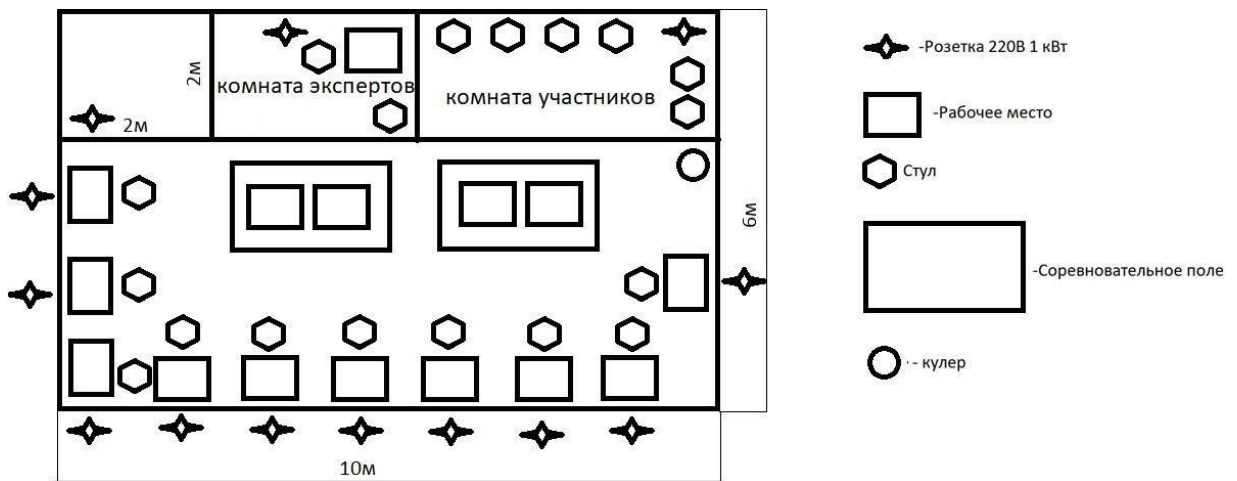 2м
2м
комната экспертов
комната участников
6м
10м
-Розетка 220В 1 кВт
-Рабочее место
Стул
-Соревновательное поле
- кулер